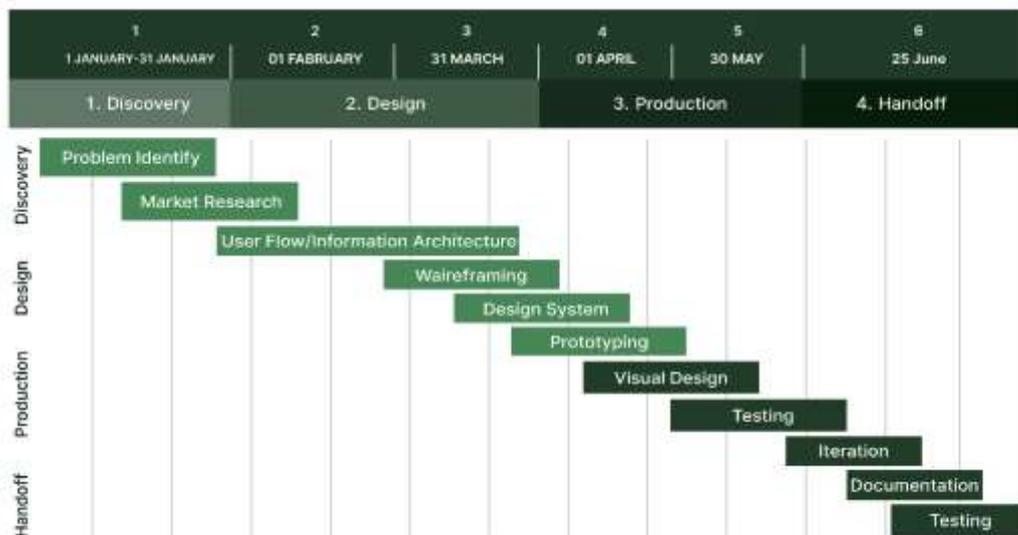 1 2 3 4 5 6
1 JANUARY-31 JANUARY 01 FABRUARY 31 MARCH 01 APRIL 30 MAY 25 June
1. Discovery 2. Design 3. Production 4. Handoff
Discovery
Problem Identify
Market Research
User Flow/Information Architecture
Design
Waireframing
Design System
Prototyping
Production
Visual Design
Testing
Iteration
Handoff
Documentation
Testing